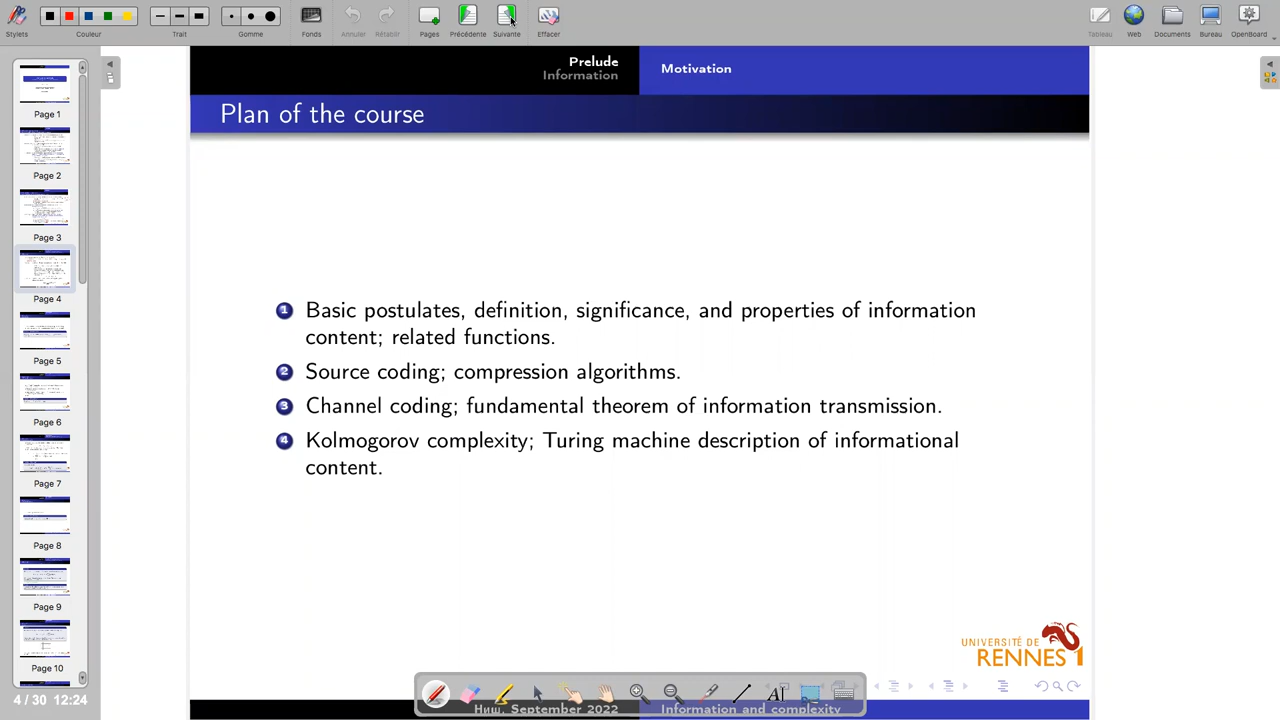 Stylets
Couleur
Trait
Gomme
Fonds
Annuler
Rétablir
Pages
Précédente
Suivante
Effacer
Tableau
Web
Documents
Bureau
OpenBoard
Page 1
Page 2
Page 3
Page 4
Page 5
Page 6
Page 7
Page 8
Page 9
Page 10
4 / 30 12:24
Prelude
Information
Motivation
Plan of the course
1 Basic postulates, definition, significance, and properties of information
content; related functions.
2 Source coding; compression algorithms.
3 Channel coding; fundamental theorem of information transmission.
4 Kolmogorov complexity; Turing machine description of informational
content.
UNIVERSITÉ DE
RENNES 1
Ниш, September 2022
Information and complexity